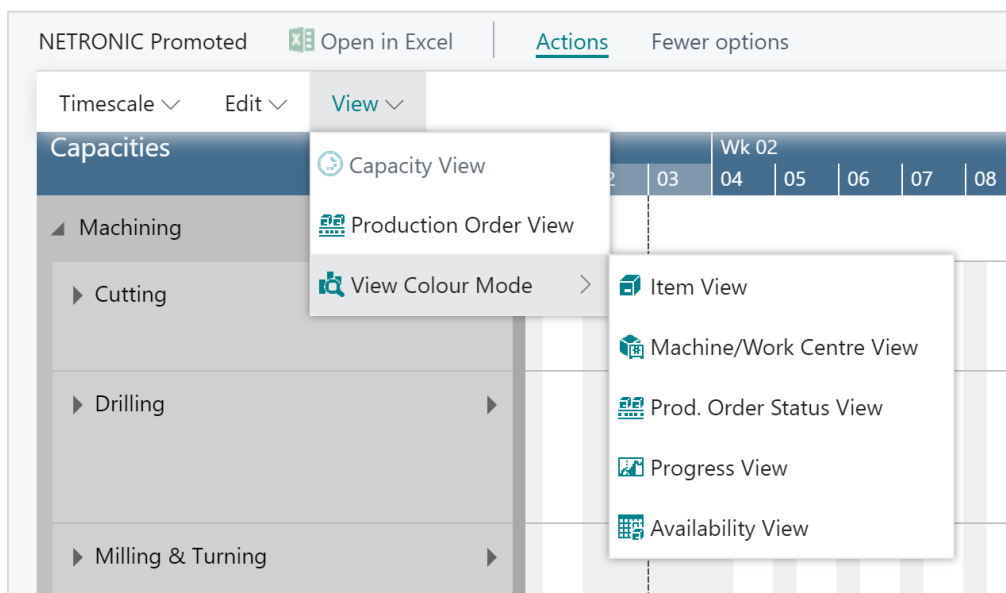 NETRONIC Promoted Open in Excel Actions Fewer options
Timescale Edit View
Capacities
Wk 02
2 03 04 05 06 07 08
Capacity View
Production Order View
View Colour Mode
Item View
Machine/Work Centre View
Prod. Order Status View
Progress View
Availability View
Machining
Cutting
Drilling
Milling & Turning